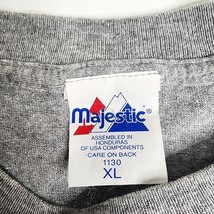 Majestic®
ASSEMBLED IN
HONDURAS
OF USA COMPONENTS
CARE ON BACK
1130
XL